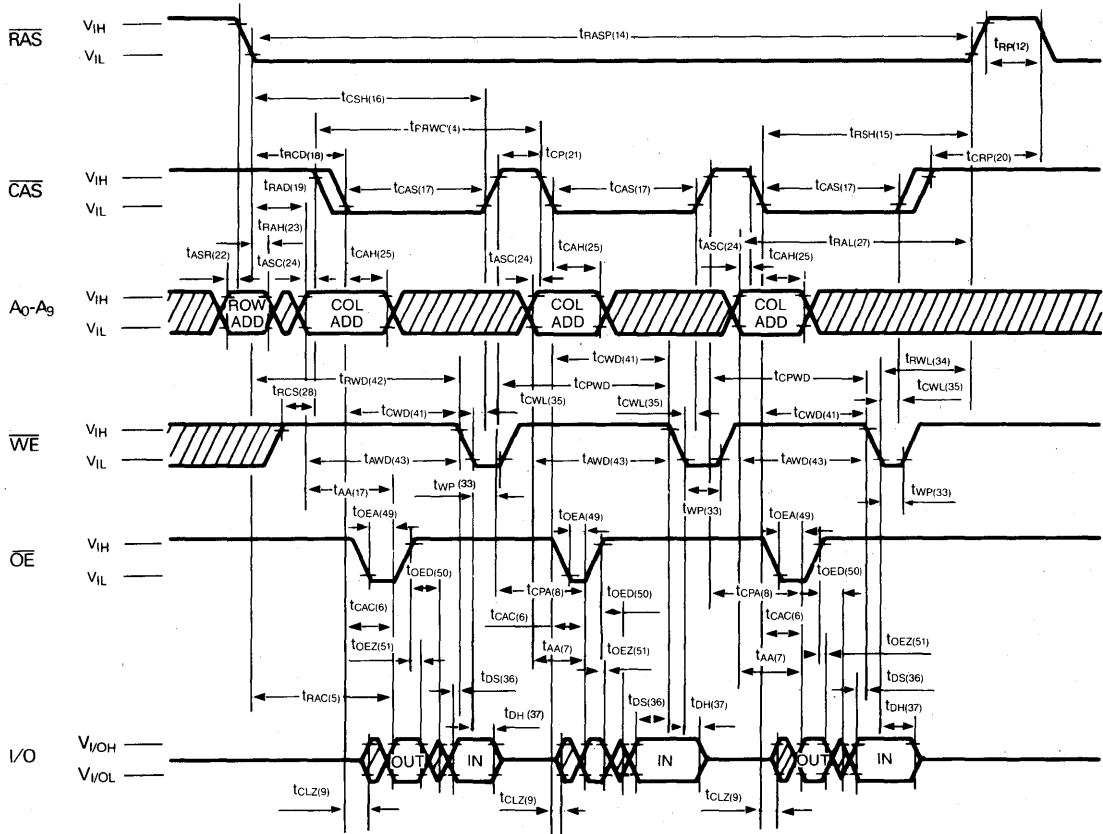 RAS
VIH
VIL
tRASP(14)
tRP(12)
tCSH(16)
tPRWC(4)
tRSH(15)
tRCD(18)
tCP(21)
tCRP(20)
CAS
VIH
VIL
tRAD(19)
tCAS(17)
tCAS(17)
tCAS(17)
tRAH(23)
tASR(22)
tASC(24)
tCAH(25)
tASC(24)
tCAH(25)
tASC(24)
tRAL(27)
tCAH(25)
A0-A9
VIH
VIL
ROW ADD
COL ADD
COL ADD
COL ADD
tRWD(42)
tCWD(41)
tCPWD
tCPWD
tRWL(34)
tRCS(28)
tCWD(41)
tCWL(35)
tCWL(35)
tCWD(41)
tCWL(35)
WE
VIH
VIL
tAWD(43)
tAWD(43)
tAWD(43)
tAA(17)
tWP(33)
tWP(33)
tWP(33)
tOEA(49)
tOEA(49)
tOEA(49)
OE
VIH
VIL
tOED(50)
tCPA(8)
tOED(50)
tCPA(8)
tOED(50)
tCAC(6)
tCAC(6)
tCAC(6)
tOEZ(51)
tAA(7)
tOEZ(51)
tAA(7)
tOEZ(51)
tRAC(5)
tDS(36)
tDS(36)
tDS(36)
tDH(37)
tDH(37)
tDH(37)
I/O
VI/OH
VI/OL
OUT
IN
IN
OUT
IN
tCLZ(9)
tCLZ(9)
tCLZ(9)